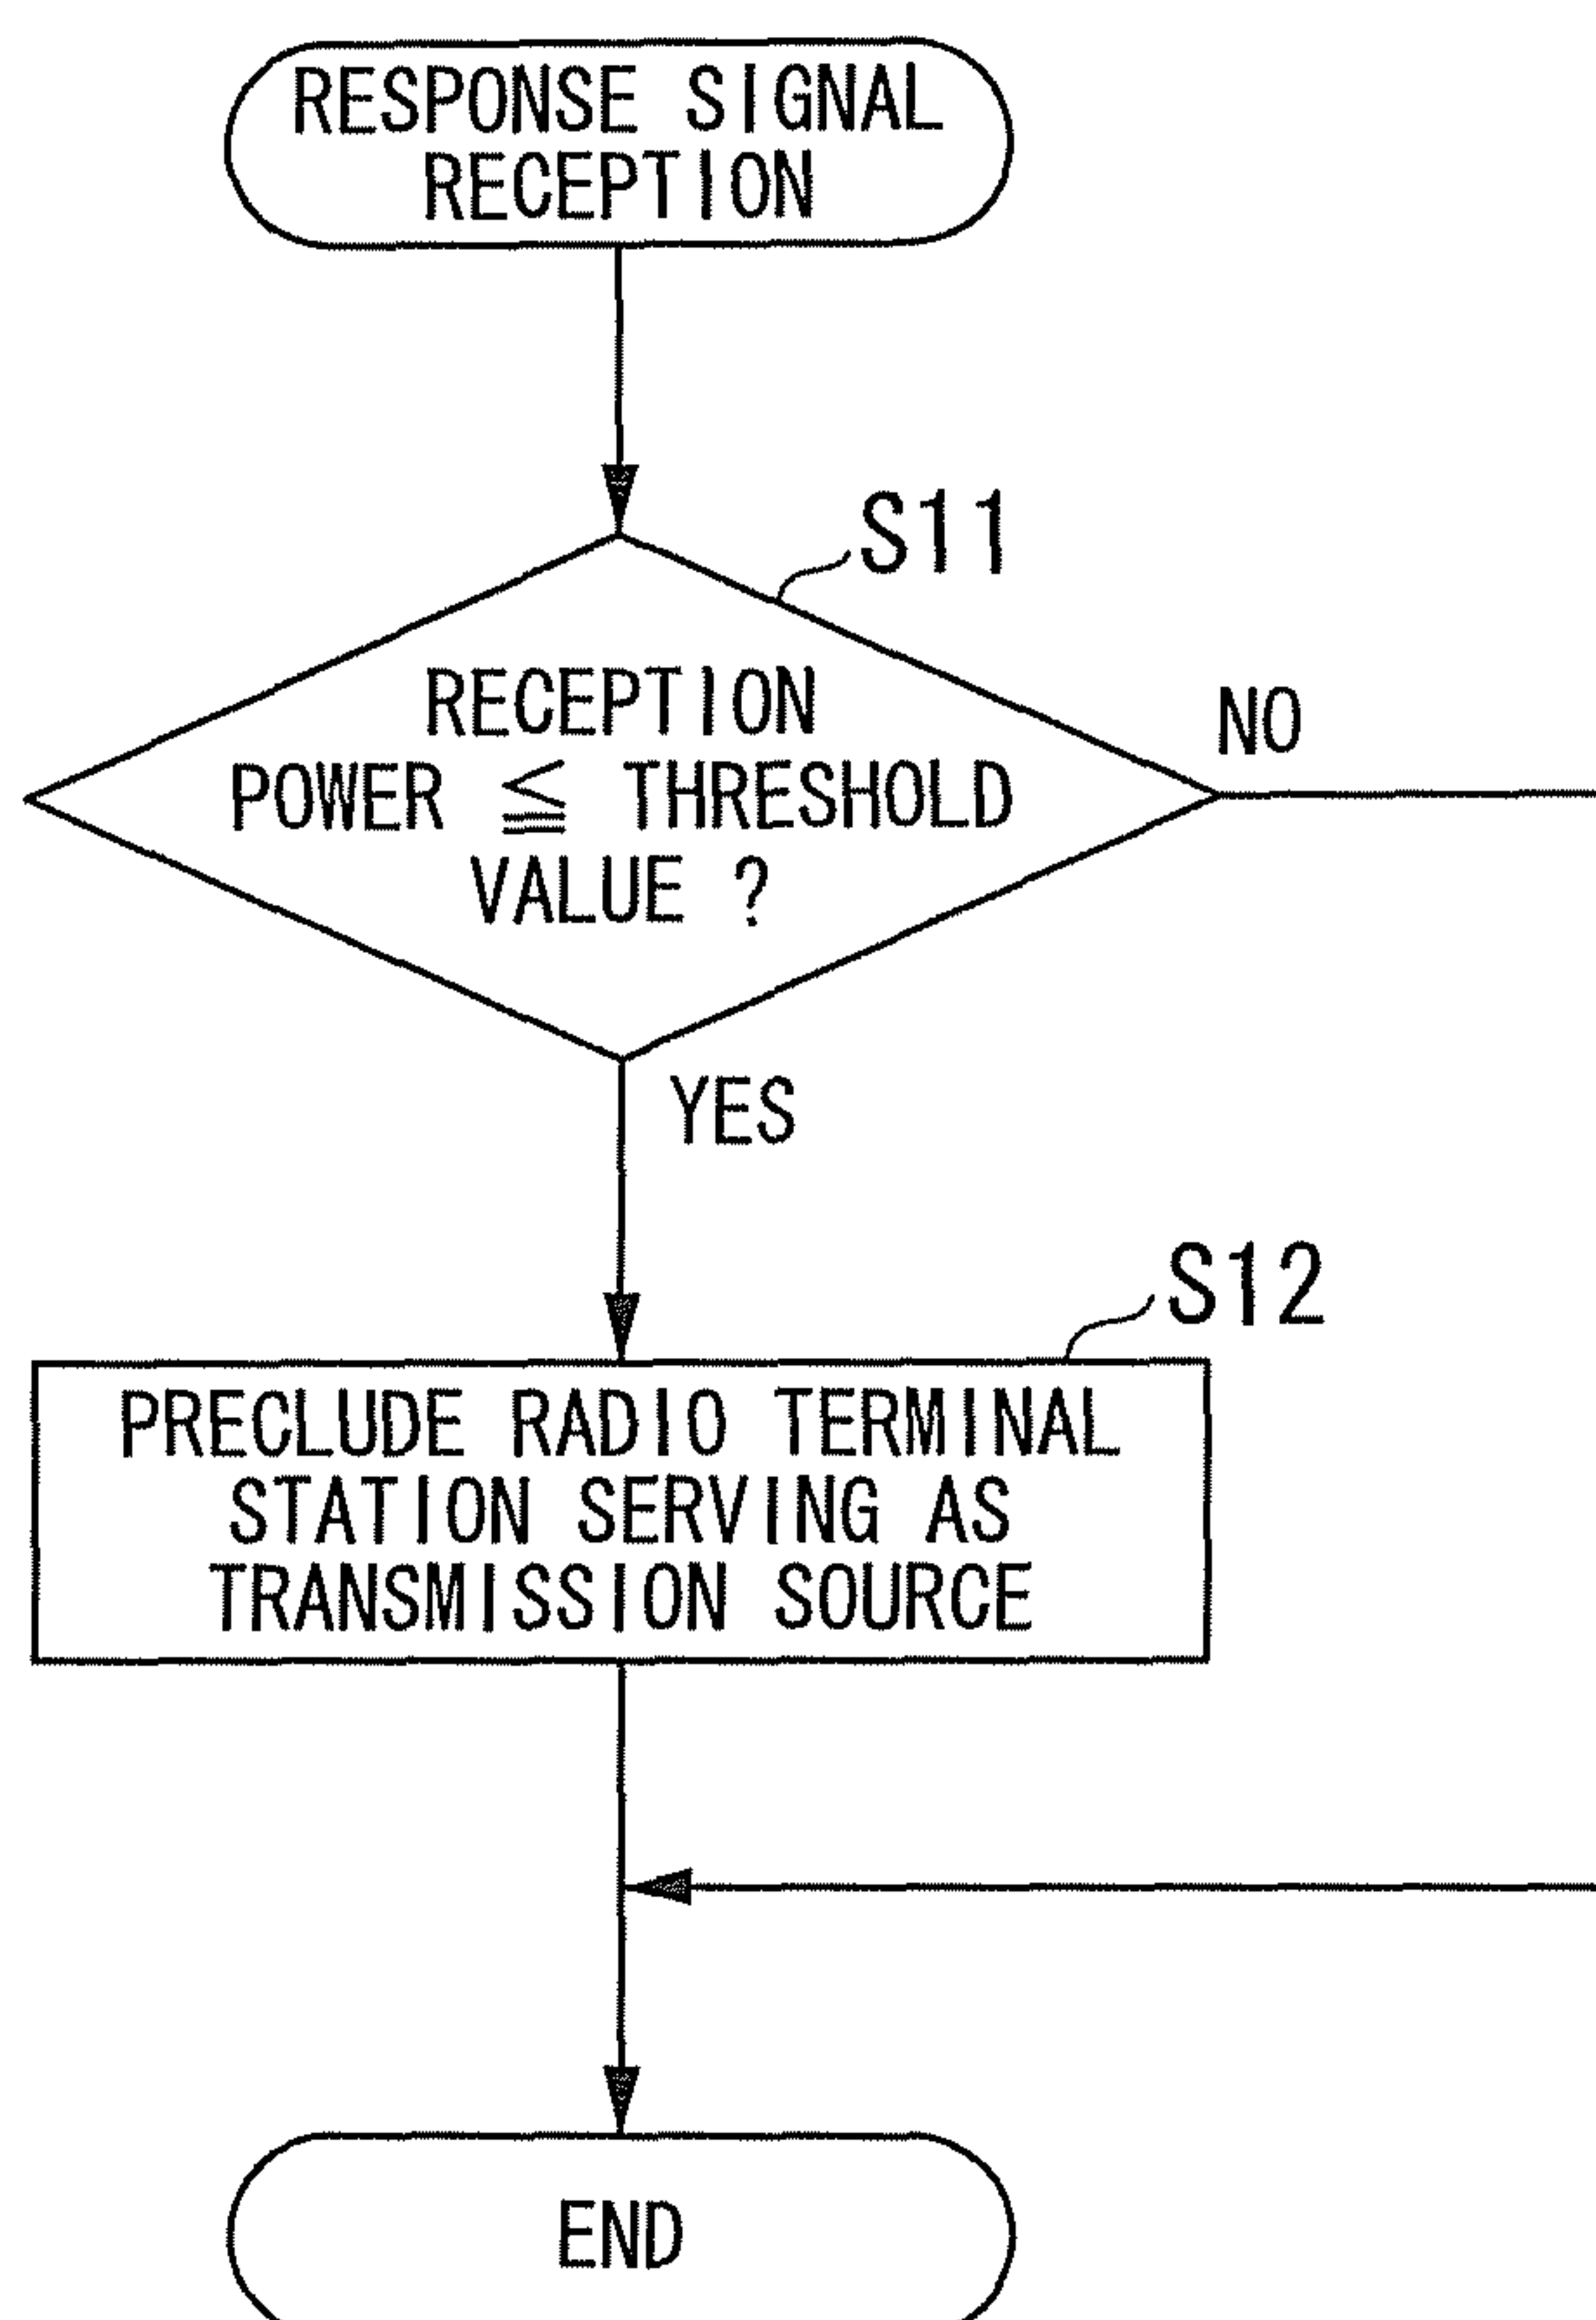 RESPONSE SIGNAL
RECEPTION
S11
RECEPTION
POWER ≦ THRESHOLD
VALUE ?
NO
YES
S12
PRECLUDE RADIO TERMINAL
STATION SERVING AS
TRANSMISSION SOURCE
END